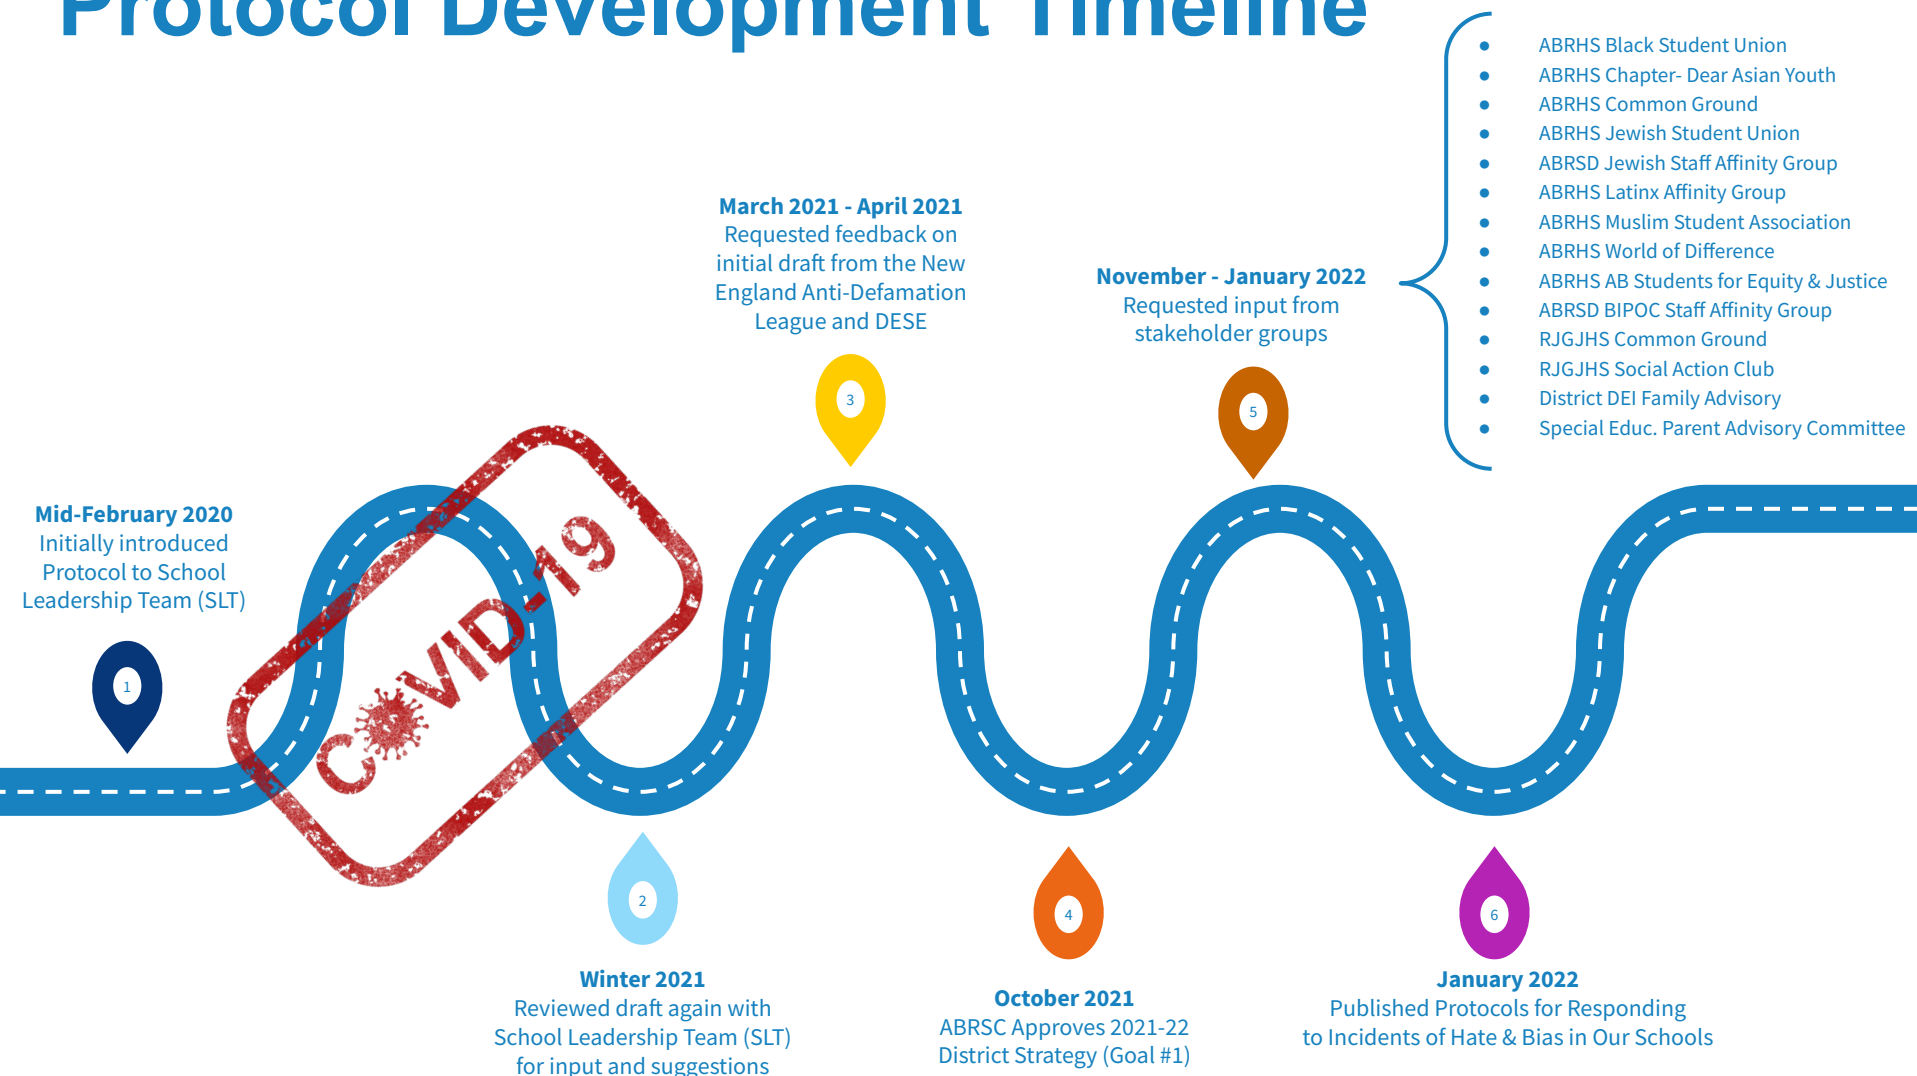 Protocol Development Timeline
ABRHS Black Student Union
ABRHS Chapter- Dear Asian Youth
ABRHS Common Ground
ABRHS Jewish Student Union
ABRSD Jewish Staff Affinity Group
ABRHS Latinx Affinity Group
ABRHS Muslim Student Association
ABRHS World of Difference
ABRHS AB Students for Equity & Justice
ABRSD BIPOC Staff Affinity Group
RJGJHS Common Ground
RJGJHS Social Action Club
District DEI Family Advisory
Special Educ. Parent Advisory Committee
March 2021 - April 2021
Requested feedback on
initial draft from the New
England Anti-Defamation
League and DESE
3
November - January 2022
Requested input from
stakeholder groups
5
Mid-February 2020
Initially introduced
Protocol to School
Leadership Team (SLT)
1
COVID-19
2
Winter 2021
Reviewed draft again with
School Leadership Team (SLT)
for input and suggestions
4
October 2021
ABRSC Approves 2021-22
District Strategy (Goal #1)
6
January 2022
Published Protocols for Responding
to Incidents of Hate & Bias in Our Schools